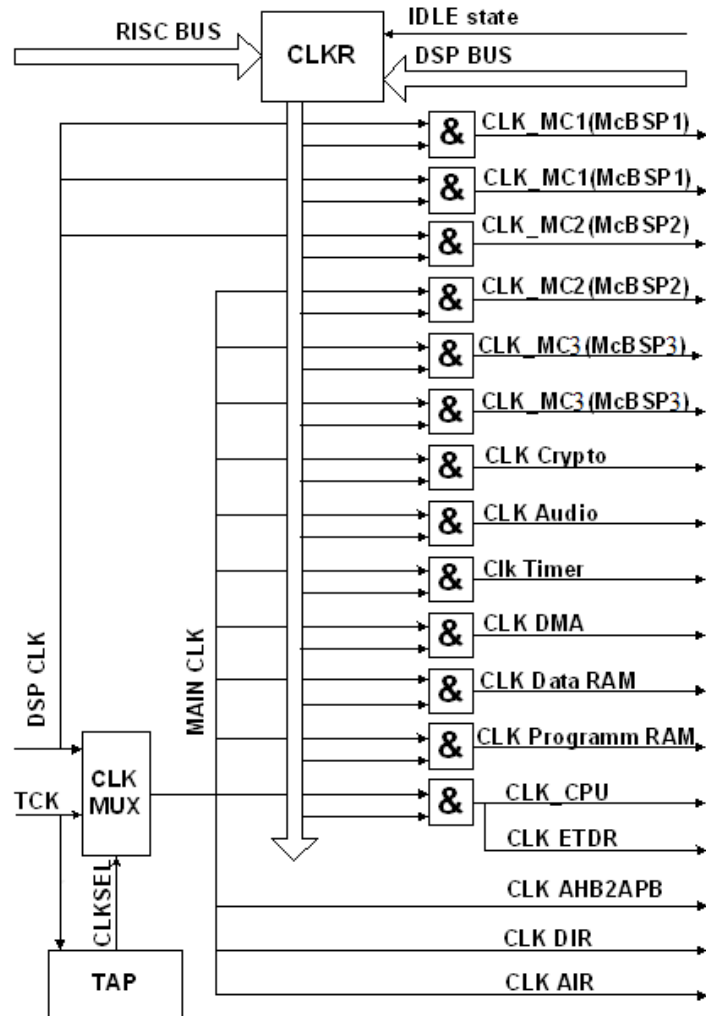 IDLE state
RISC BUS
CLKR
DSP BUS
& CLK_MC1(McBSP1)
& CLK_MC1(McBSP1)
& CLK_MC2(McBSP2)
& CLK_MC2(McBSP2)
& CLK_MC3(McBSP3)
& CLK_MC3(McBSP3)
& CLK Crypto
& CLK Audio
& Clk Timer
& CLK DMA
DSP CLK
MAIN CLK
& CLK Data RAM
& CLK Programm RAM
CLK
MUX
TCK
& CLK_CPU
CLK ETDR
CLKSEL
CLK AHB2APB
CLK DIR
TAP
CLK AIR